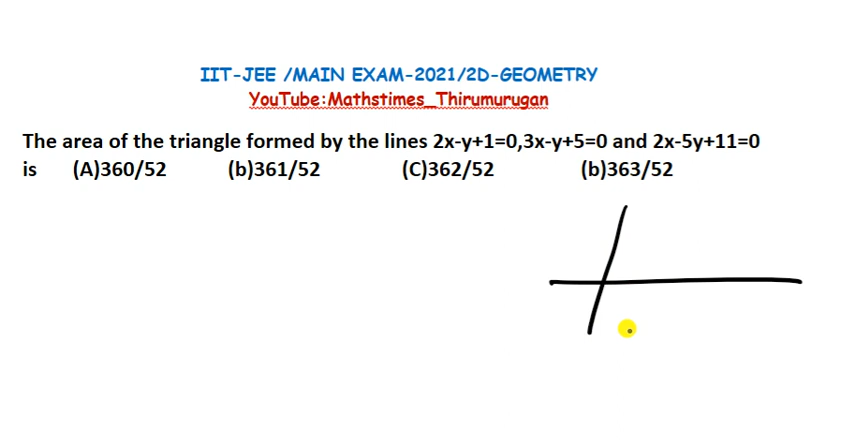 IIT-JEE /MAIN EXAM-2021/2D-GEOMETRY
YouTube:Mathstimes_Thirumurugan
The area of the triangle formed by the lines 2x-y+1=0,3x-y+5=0 and 2x-5y+11=0
is (A)360/52 (b)361/52 (C)362/52 (b)363/52